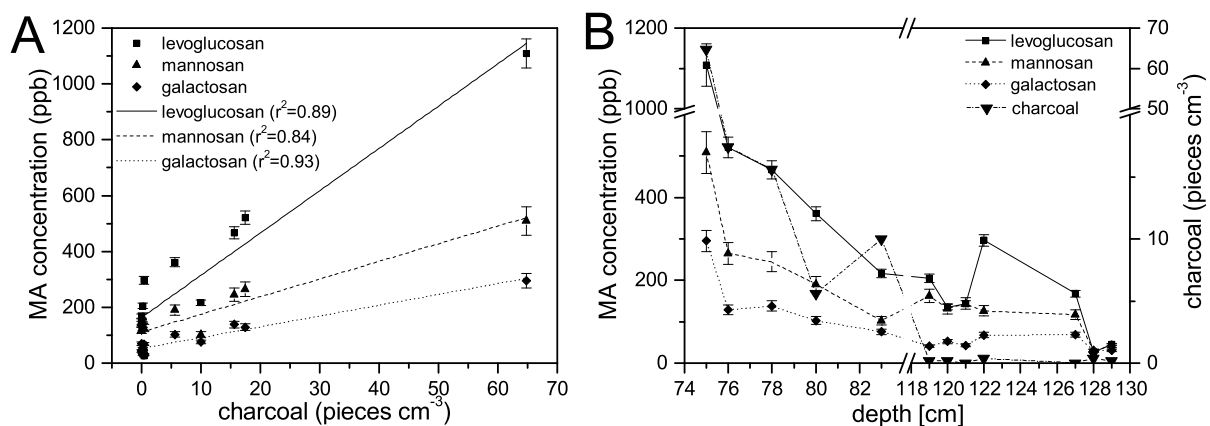 A
MA concentration (ppb)
1200
1000
800
600
400
200
0
levoglucosan
mannosan
galactosan
levoglucosan (r²=0.89)
mannosan (r²=0.84)
galactosan (r²=0.93)
0 10 20 30 40 50 60 70
charcoal (pieces cm⁻³)
B
MA concentration (ppb)
1200
1000
400
200
0
levoglucosan
mannosan
galactosan
charcoal
70
60
50
10
0
charcoal (pieces cm⁻³)
74 76 78 80 82 118 120 122 124 126 128 130
depth [cm]